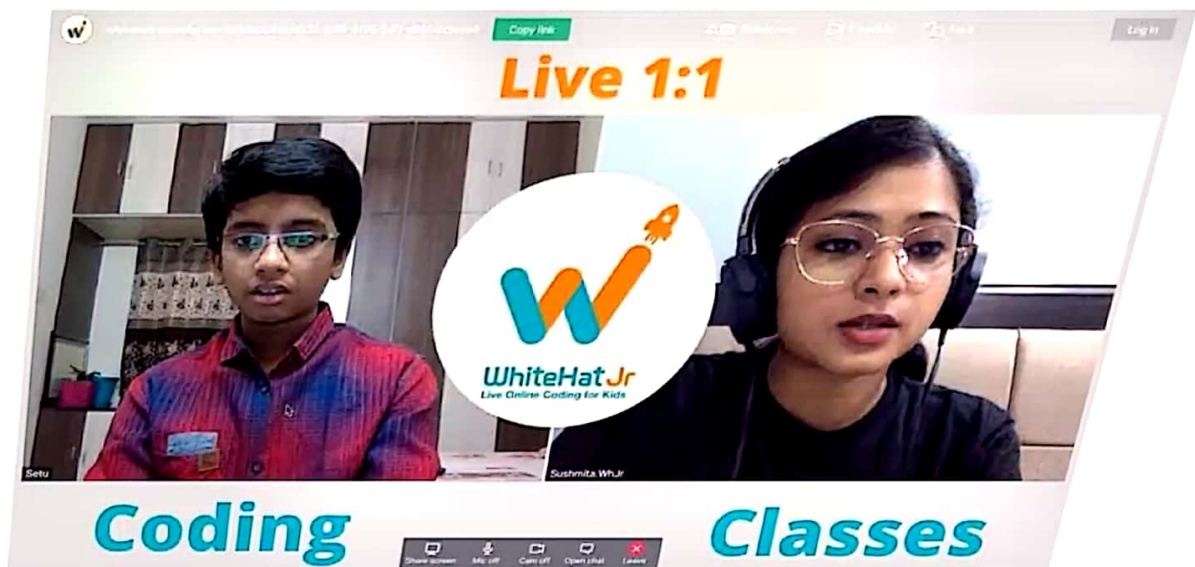 Copy link
Log in
Live 1:1
WhiteHat Jr
Live Online Coding for Kids
Setu
Sushmita.WhJr
Coding
Classes
Share screen
Mic off
Cam off
Open chat
Leave